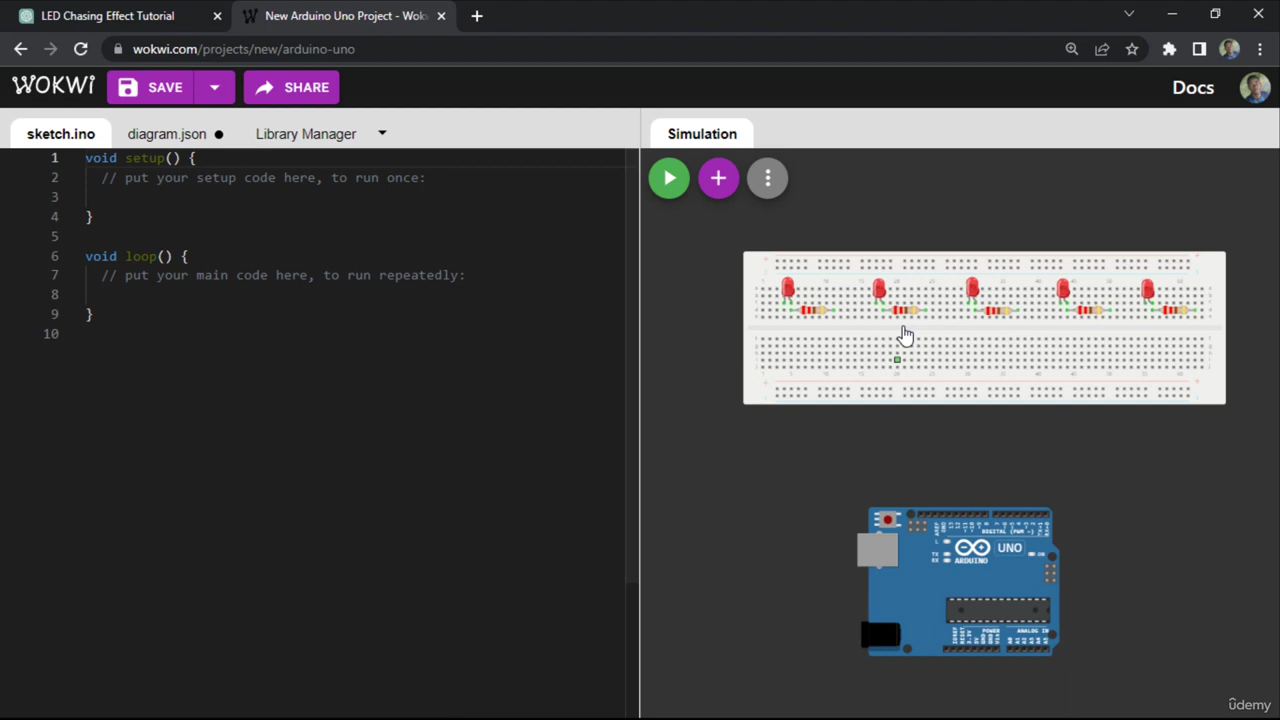 LED Chasing Effect Tutorial
New Arduino Uno Project - Wok
wokwi.com/projects/new/arduino-uno
WOKWI
SAVE
SHARE
Docs
sketch.ino
diagram.json
Library Manager
Simulation
1 void setup() {
2 // put your setup code here, to run once:
3
4 }
5
6 void loop() {
7 // put your main code here, to run repeatedly:
8
9 }
10
DIGITAL (PWM ~)
L
TX
RX
UNO
ON
ARDUINO
POWER
ANALOG IN
udemy